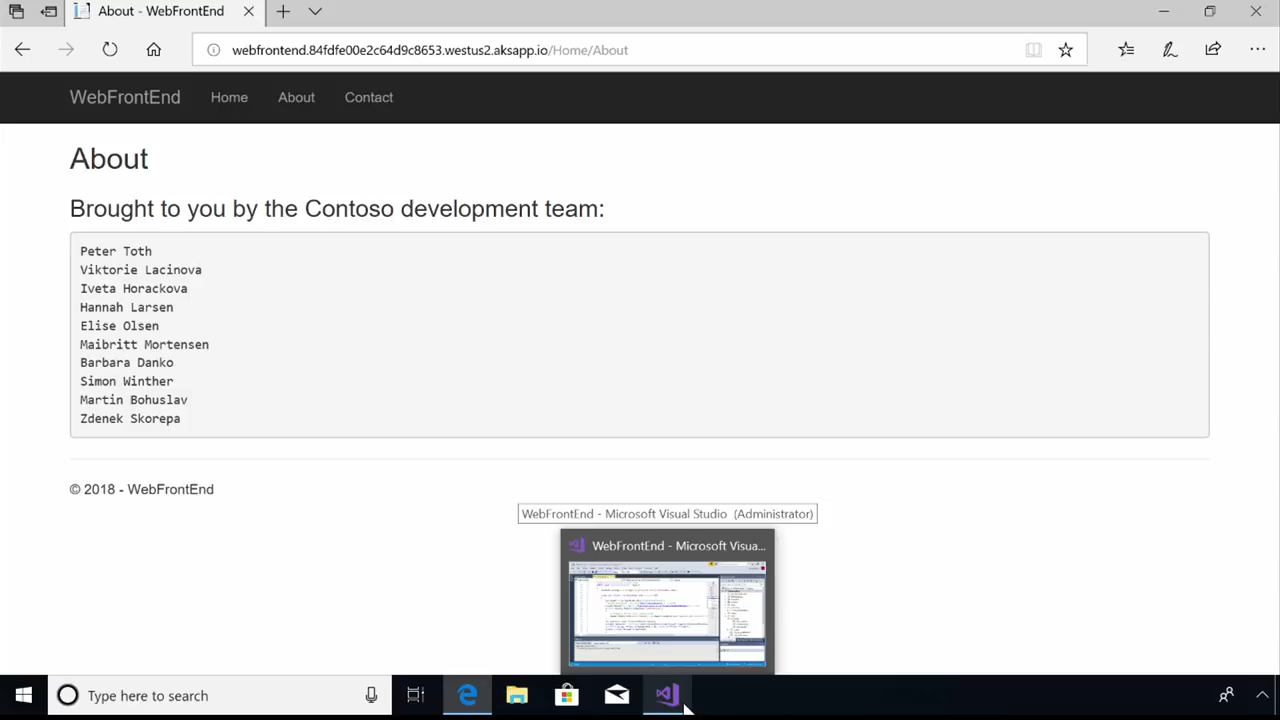 About - WebFrontEnd
webfrontend.84fdfe00e2c64d9c8653.westus2.aksapp.io/Home/About
WebFrontEnd Home About Contact
About
Brought to you by the Contoso development team:
Peter Toth
Viktorie Lacinova
Iveta Horackova
Hannah Larsen
Elise Olsen
Maibritt Mortensen
Barbara Danko
Simon Winther
Martin Bohuslav
Zdenek Skorepa
© 2018 - WebFrontEnd
WebFrontEnd - Microsoft Visual Studio (Administrator)
WebFrontEnd - Microsoft Visua...
Type here to search